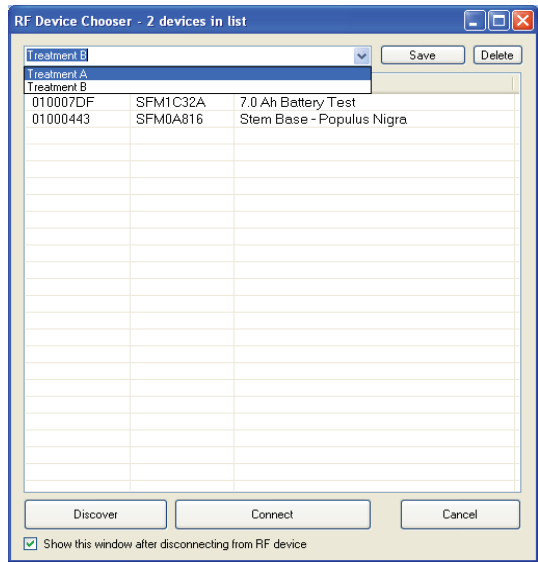 RF Device Chooser - 2 devices in list
Treatment B Save Delete
Treatment A
Treatment B
010007DF SFM1C32A 7.0 Ah Battery Test
01000443 SFM0A816 Stem Base - Populus Nigra
Discover Connect Cancel
Show this window after disconnecting from RF device